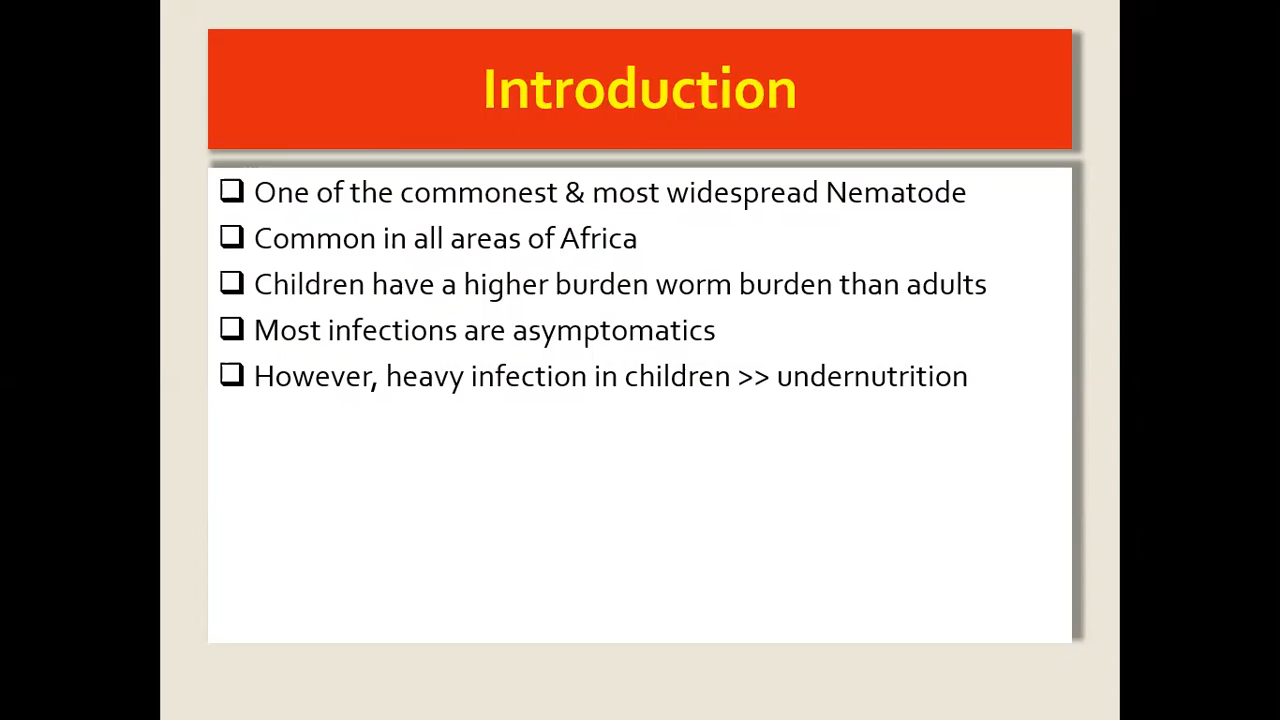 Introduction
One of the commonest & most widespread Nematode
Common in all areas of Africa
Children have a higher burden worm burden than adults
Most infections are asymptomatics
However, heavy infection in children >> undernutrition